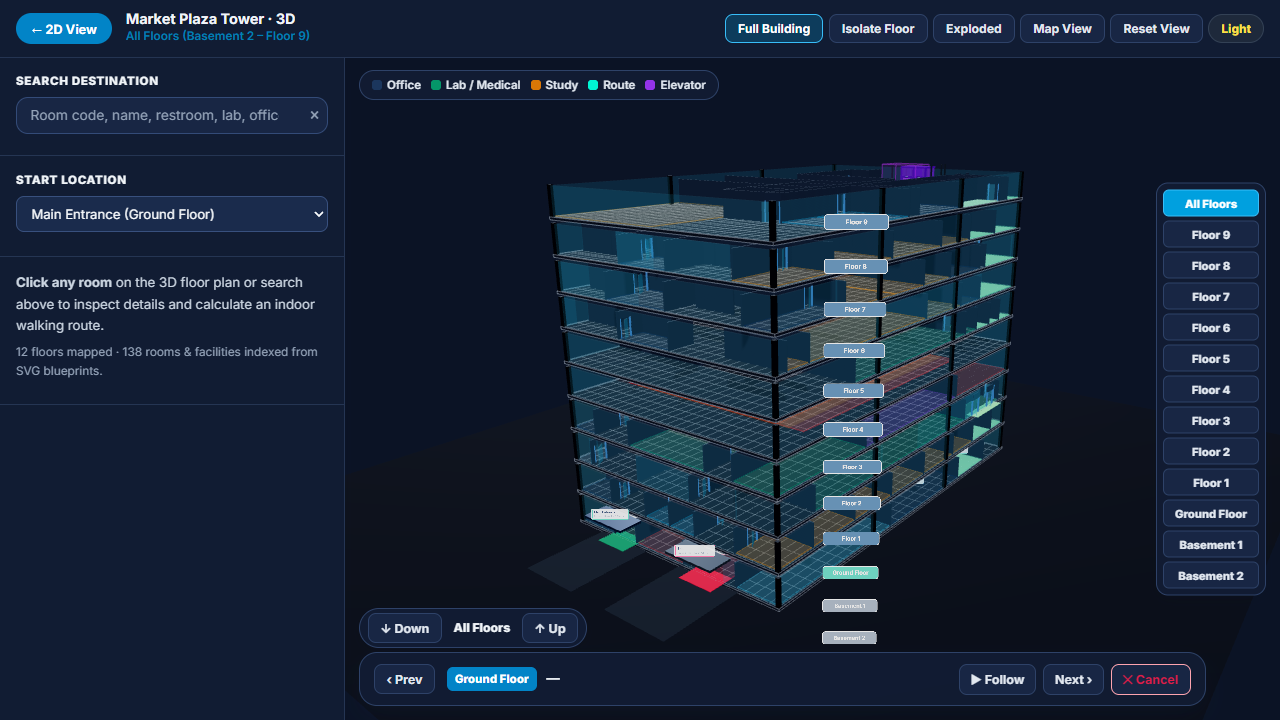 ← 2D View
Market Plaza Tower · 3D
All Floors (Basement 2 – Floor 9)
Full Building
Isolate Floor
Exploded
Map View
Reset View
Light
SEARCH DESTINATION
Room code, name, restroom, lab, offic
×
START LOCATION
Main Entrance (Ground Floor)
Click any room on the 3D floor plan or search
above to inspect details and calculate an indoor
walking route.
12 floors mapped · 138 rooms & facilities indexed from
SVG blueprints.
Office
Lab / Medical
Study
Route
Elevator
Floor 9
Floor 8
Floor 7
Floor 6
Floor 5
Floor 4
Floor 3
Floor 2
Floor 1
Ground Floor
Basement 1
Basement 2
All Floors
Floor 9
Floor 8
Floor 7
Floor 6
Floor 5
Floor 4
Floor 3
Floor 2
Floor 1
Ground Floor
Basement 1
Basement 2
↓ Down
All Floors
↑ Up
‹ Prev
Ground Floor
—
▶ Follow
Next ›
✕ Cancel